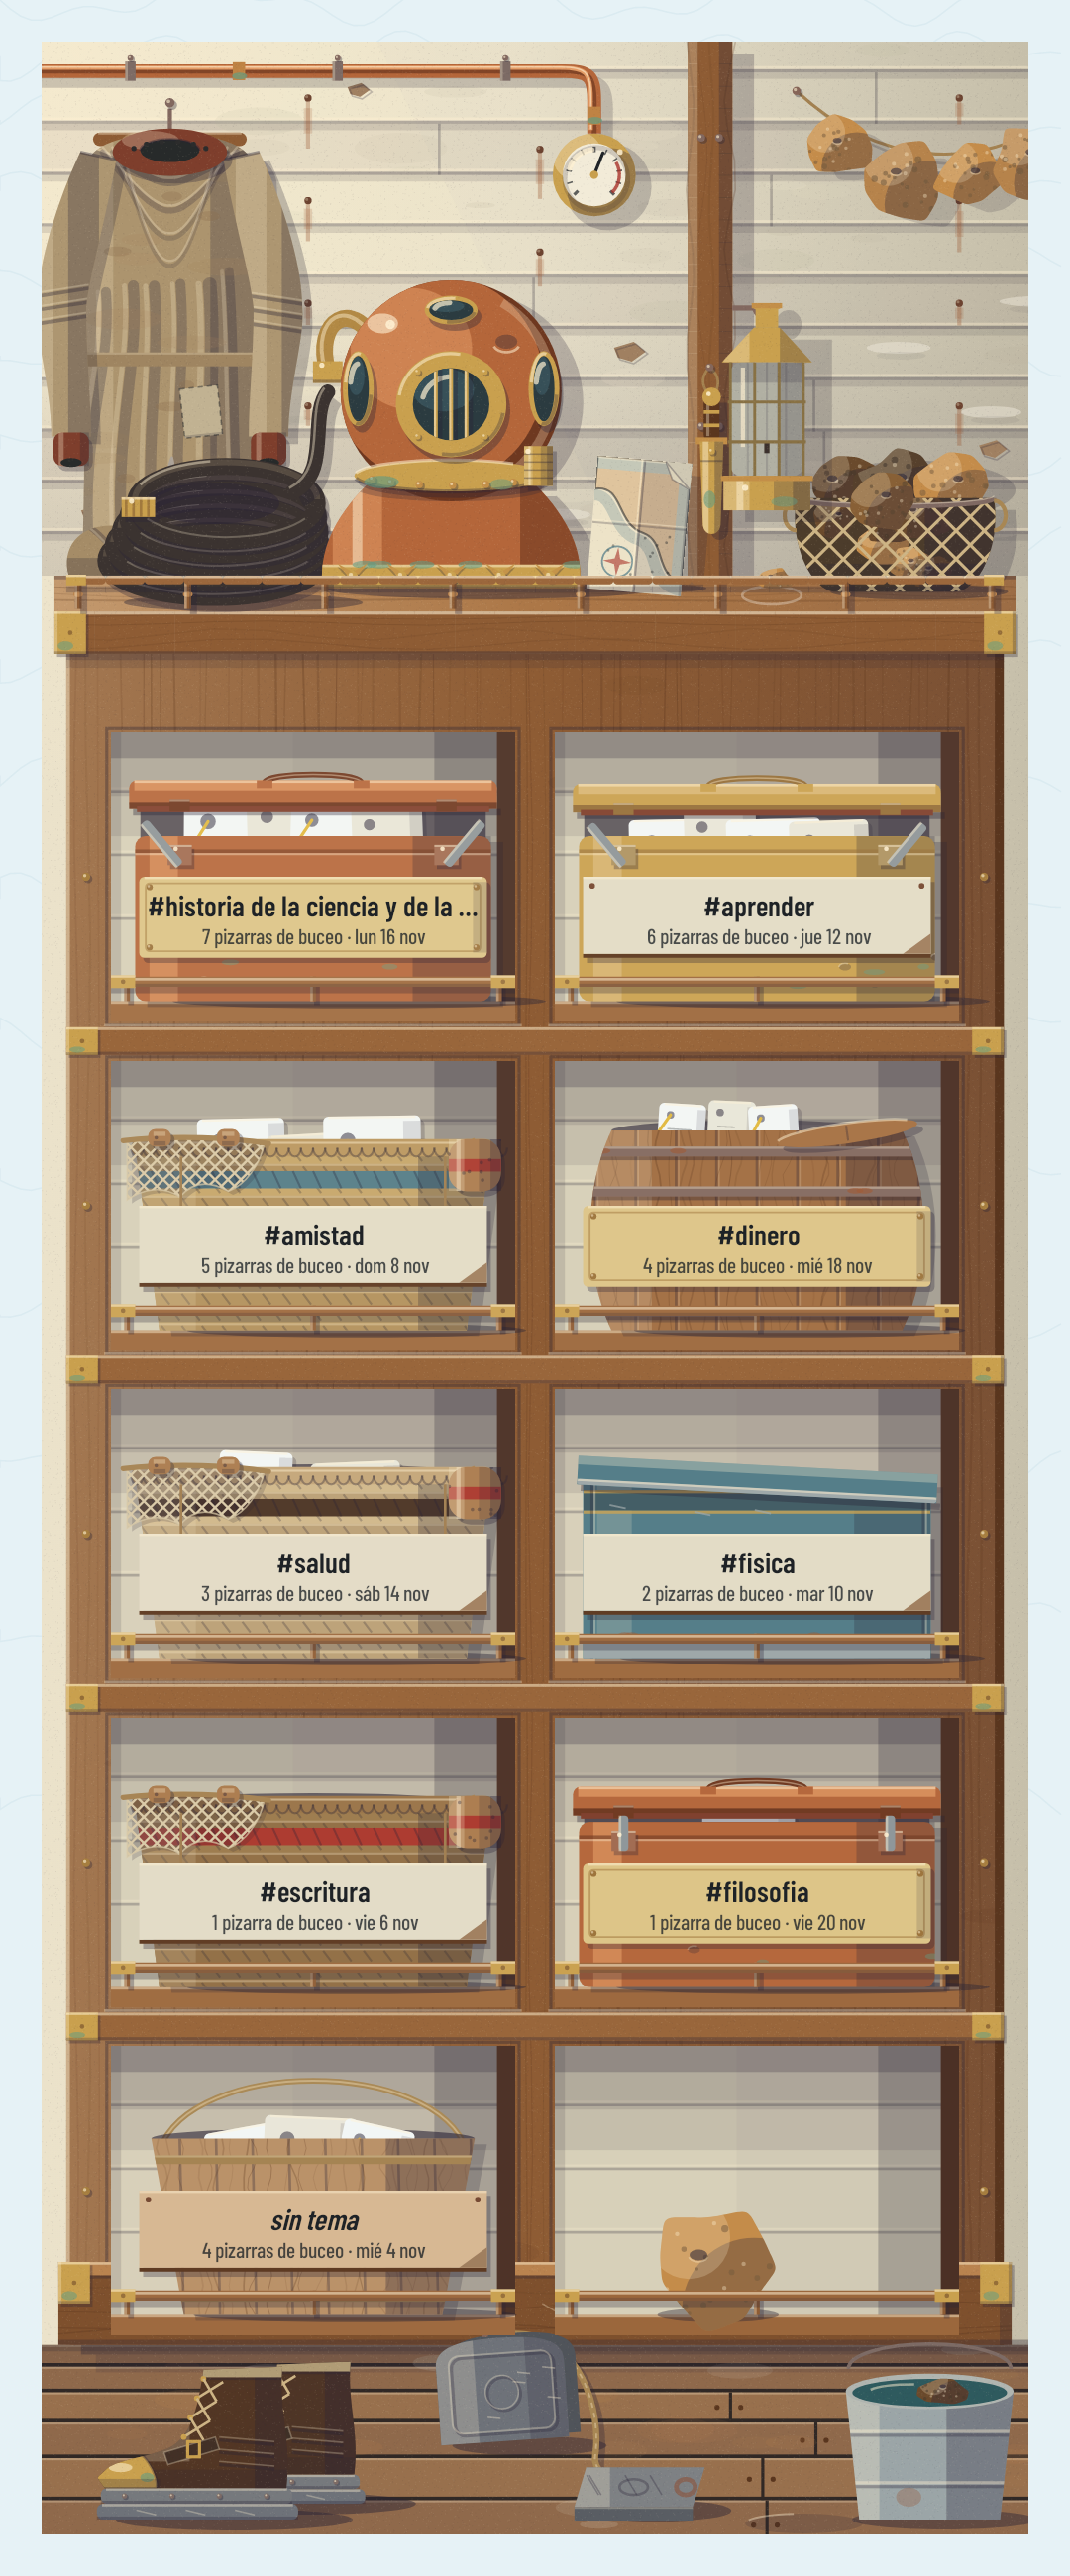 #historia de la ciencia y de la ...
7 pizarras de buceo · lun 16 nov
#aprender
6 pizarras de buceo · jue 12 nov
#amistad
5 pizarras de buceo · dom 8 nov
#dinero
4 pizarras de buceo · mié 18 nov
#salud
3 pizarras de buceo · sáb 14 nov
#fisica
2 pizarras de buceo · mar 10 nov
#escritura
1 pizarra de buceo · vie 6 nov
#filosofia
1 pizarra de buceo · vie 20 nov
sin tema
4 pizarras de buceo · mié 4 nov